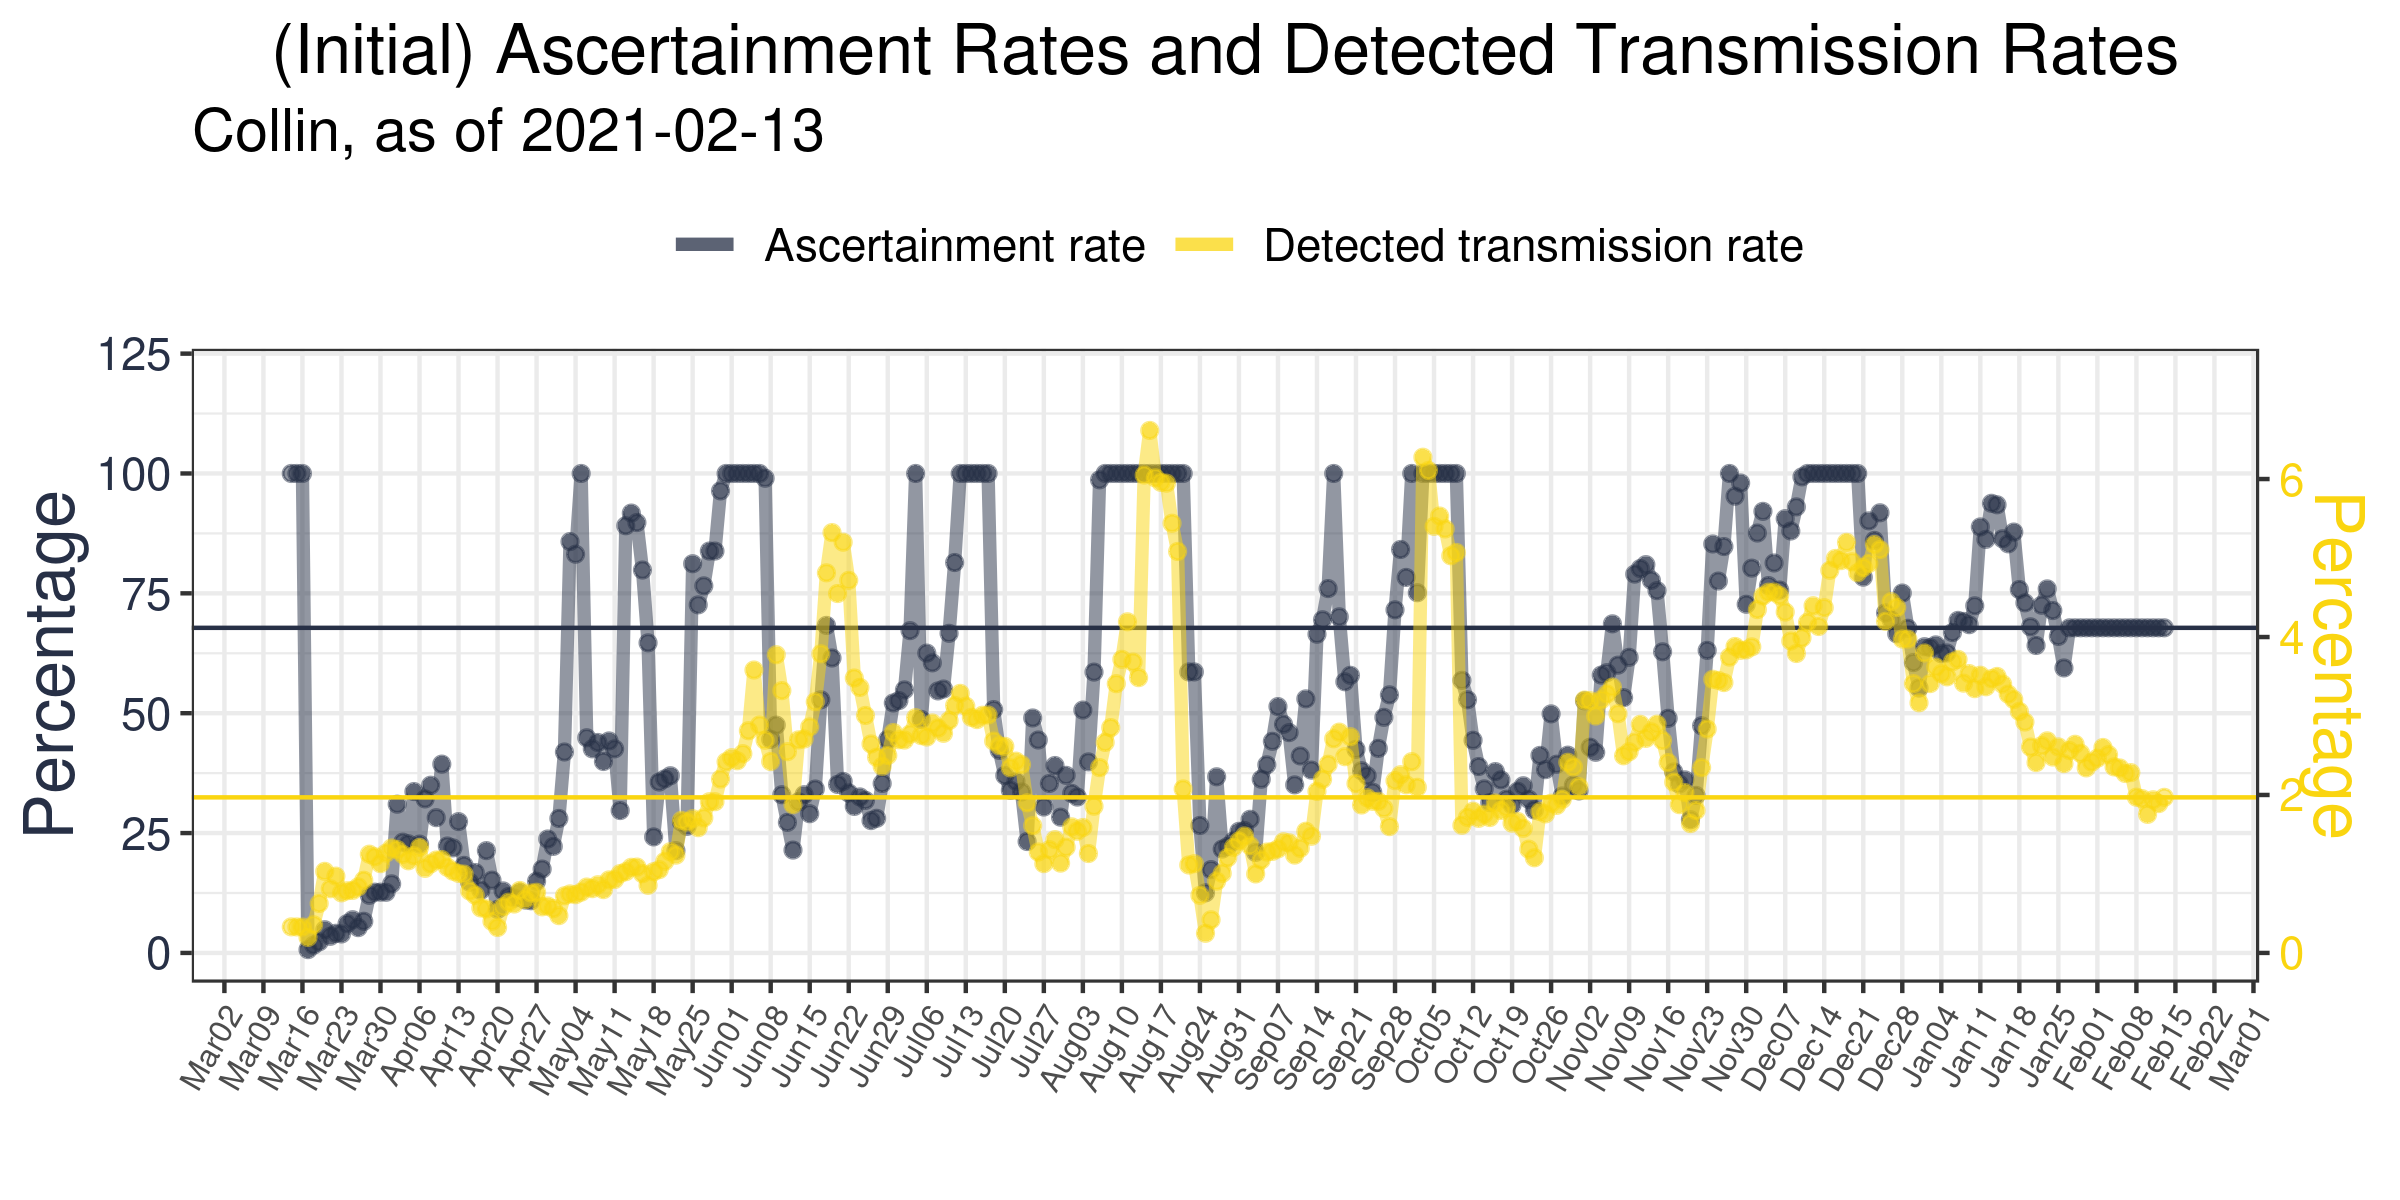 (Initial) Ascertainment Rates and Detected Transmission Rates
Collin, as of 2021-02-13
Ascertainment rate
Detected transmission rate
125
100
75
50
25
0
Percentage
6
4
2
0
Percentage
Mar02
Mar09
Mar16
Mar23
Mar30
Apr06
Apr13
Apr20
Apr27
May04
May11
May18
May25
Jun01
Jun08
Jun15
Jun22
Jun29
Jul06
Jul13
Jul20
Jul27
Aug03
Aug10
Aug17
Aug24
Aug31
Sep07
Sep14
Sep21
Sep28
Oct05
Oct12
Oct19
Oct26
Nov02
Nov09
Nov16
Nov23
Nov30
Dec07
Dec14
Dec21
Dec28
Jan04
Jan11
Jan18
Jan25
Feb01
Feb08
Feb15
Feb22
Mar01